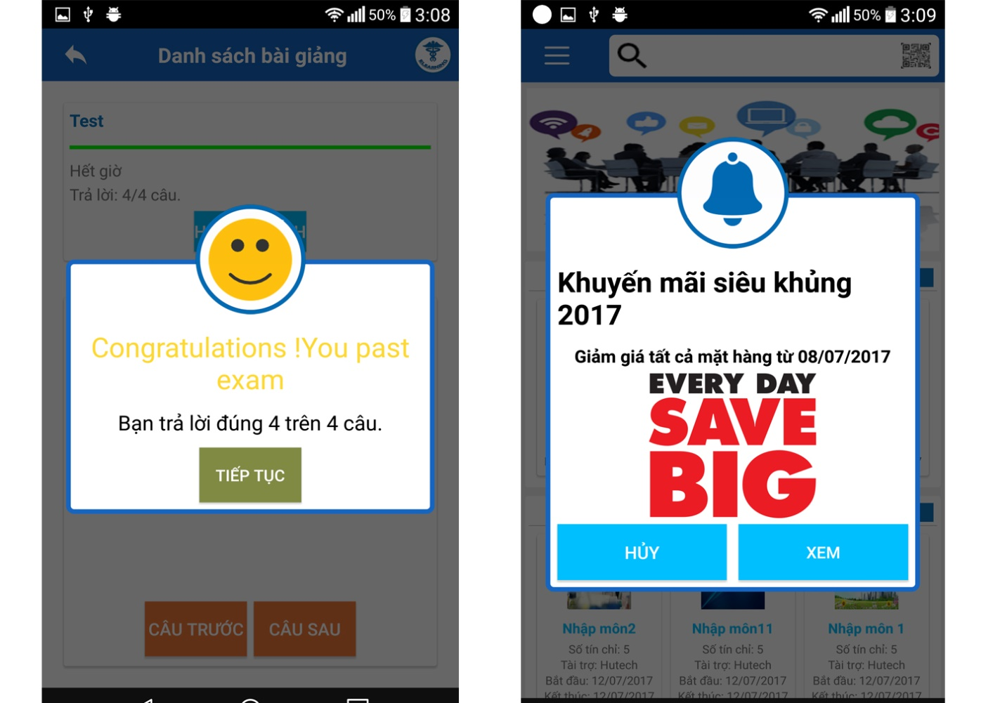 50% 3:08
Danh sách bài giảng
ELEARNING
Test
Hết giờ
Trả lời: 4/4 câu.
Congratulations !You past
exam
Bạn trả lời đúng 4 trên 4 câu.
TIẾP TỤC
CÂU TRƯỚC CÂU SAU
50% 3:09
Khuyến mãi siêu khủng
2017
Giảm giá tất cả mặt hàng từ 08/07/2017
EVERY DAY
SAVE
BIG
HỦY XEM
Nhập môn2 Nhập môn11 Nhập môn 1
Số tín chỉ: 5 Số tín chỉ: 5 Số tín chỉ: 5
Tài trợ: Hutech Tài trợ: Hutech Tài trợ: Hutech
Bắt đầu: 12/07/2017 Bắt đầu: 12/07/2017 Bắt đầu: 12/07/2017
Kết thúc: 12/07/2017 Kết thúc: 12/07/2017 Kết thúc: 12/07/2017